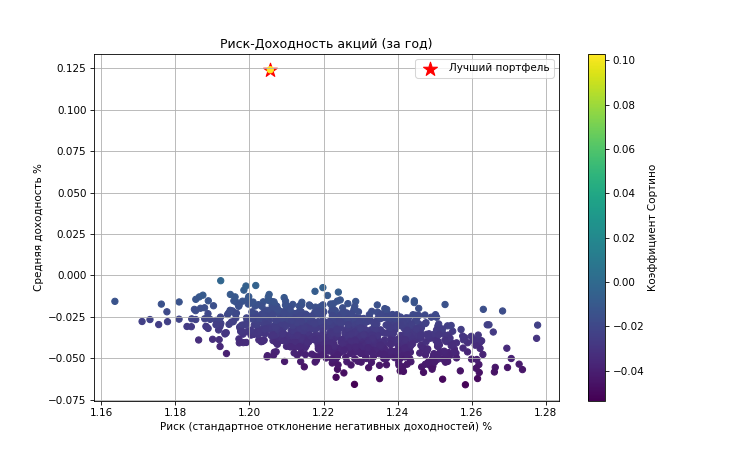 Риск-Доходность акций (за год)
Лучший портфель
Средняя доходность %
0.125
0.100
0.075
0.050
0.025
0.000
−0.025
−0.050
−0.075
1.16 1.18 1.20 1.22 1.24 1.26 1.28
Риск (стандартное отклонение негативных доходностей) %
0.10
0.08
0.06
0.04
0.02
0.00
−0.02
−0.04
Коэффициент Сортино